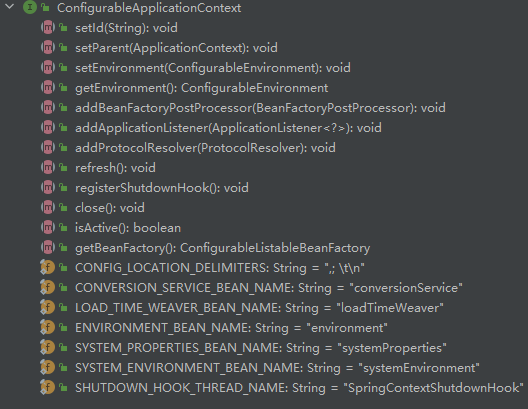 ConfigurableApplicationContext
setId(String): void
setParent(ApplicationContext): void
setEnvironment(ConfigurableEnvironment): void
getEnvironment(): ConfigurableEnvironment
addBeanFactoryPostProcessor(BeanFactoryPostProcessor): void
addApplicationListener(ApplicationListener<?>): void
addProtocolResolver(ProtocolResolver): void
refresh(): void
registerShutdownHook(): void
close(): void
isActive(): boolean
getBeanFactory(): ConfigurableListableBeanFactory
CONFIG_LOCATION_DELIMITERS: String = ",; \t\n"
CONVERSION_SERVICE_BEAN_NAME: String = "conversionService"
LOAD_TIME_WEAVER_BEAN_NAME: String = "loadTimeWeaver"
ENVIRONMENT_BEAN_NAME: String = "environment"
SYSTEM_PROPERTIES_BEAN_NAME: String = "systemProperties"
SYSTEM_ENVIRONMENT_BEAN_NAME: String = "systemEnvironment"
SHUTDOWN_HOOK_THREAD_NAME: String = "SpringContextShutdownHook"